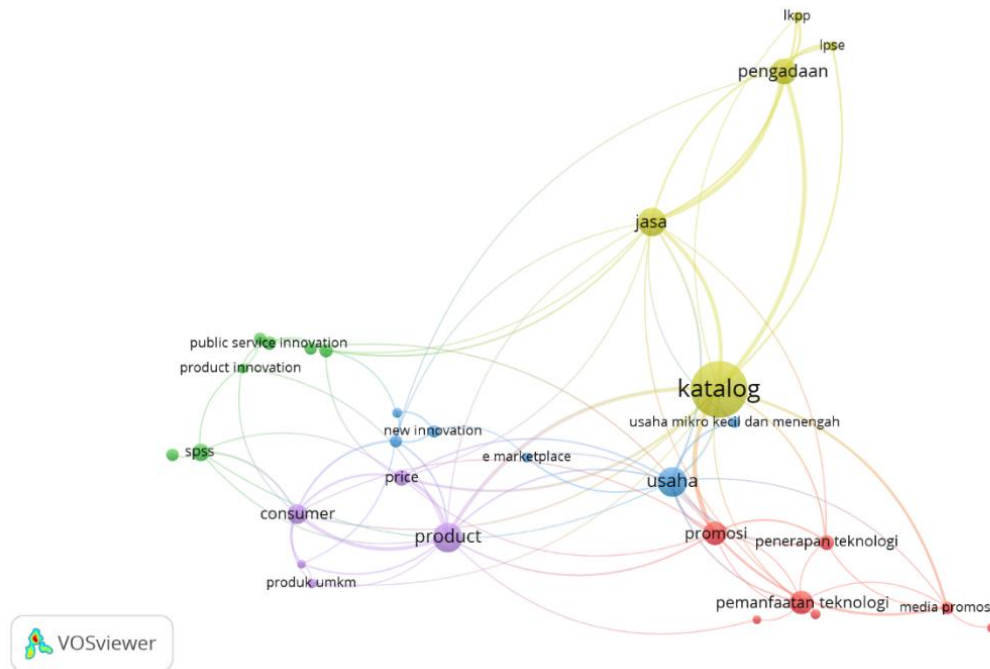 lkpp
lpse
pengadaan
jasa
katalog
usaha mikro kecil dan menengah
public service innovation
product innovation
new innovation
e marketplace
spss
price
usaha
consumer
product
promosi
penerapan teknologi
produk umkm
pemanfaatan teknologi
media promos
VOSviewer